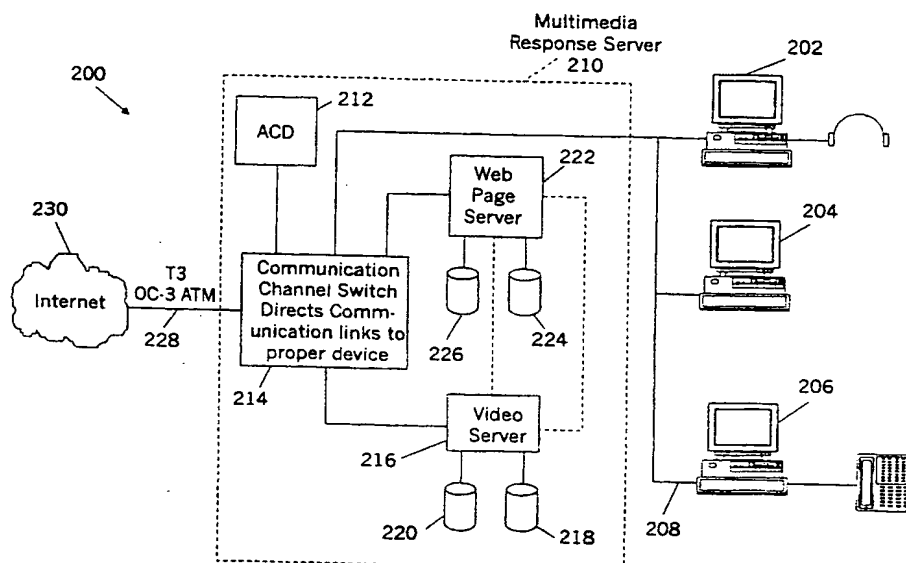 Multimedia
Response Server
210
200
212
ACD
202
222
Web
Page
Server
204
230
Internet
T3
OC-3 ATM
228
Communication
Channel Switch
Directs Comm-
unication links to
proper device
214
226
224
206
Video
Server
216
220
218
208